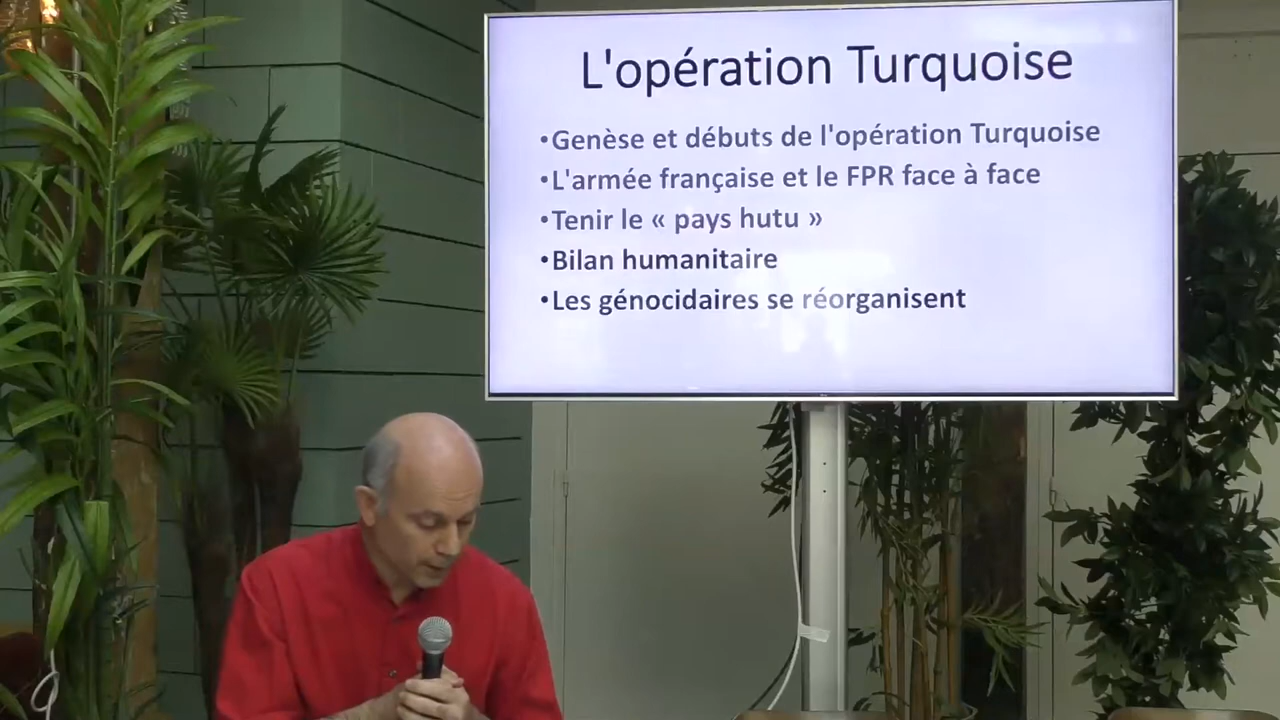 L'opération Turquoise
•Genèse et débuts de l'opération Turquoise
•L'armée française et le FPR face à face
•Tenir le « pays hutu »
•Bilan humanitaire
•Les génocidaires se réorganisent